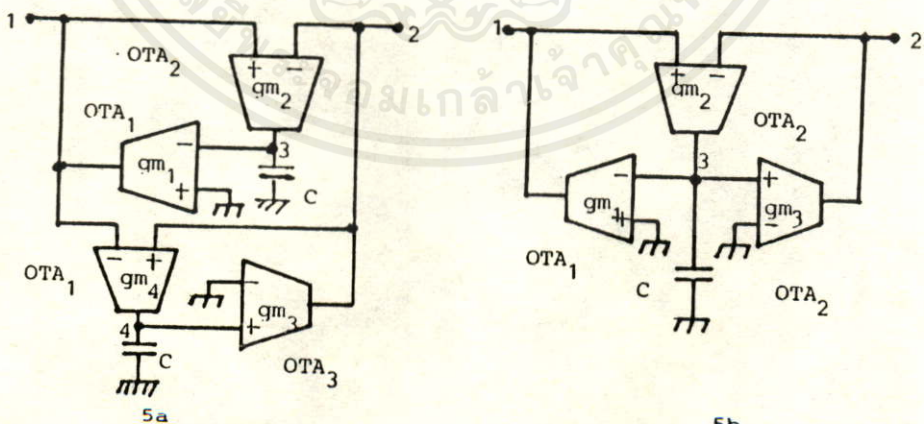 1
2
OTA₂
+ −
gm₂
OTA₁
−
gm₁
+
3
C
− +
gm₄
OTA₁
4
C
−
gm₃
+
OTA₃
5a
1
2
+ −
gm₂
OTA₂
3
−
gm₁
+
+
gm₃
−
OTA₁
C
OTA₂
5b